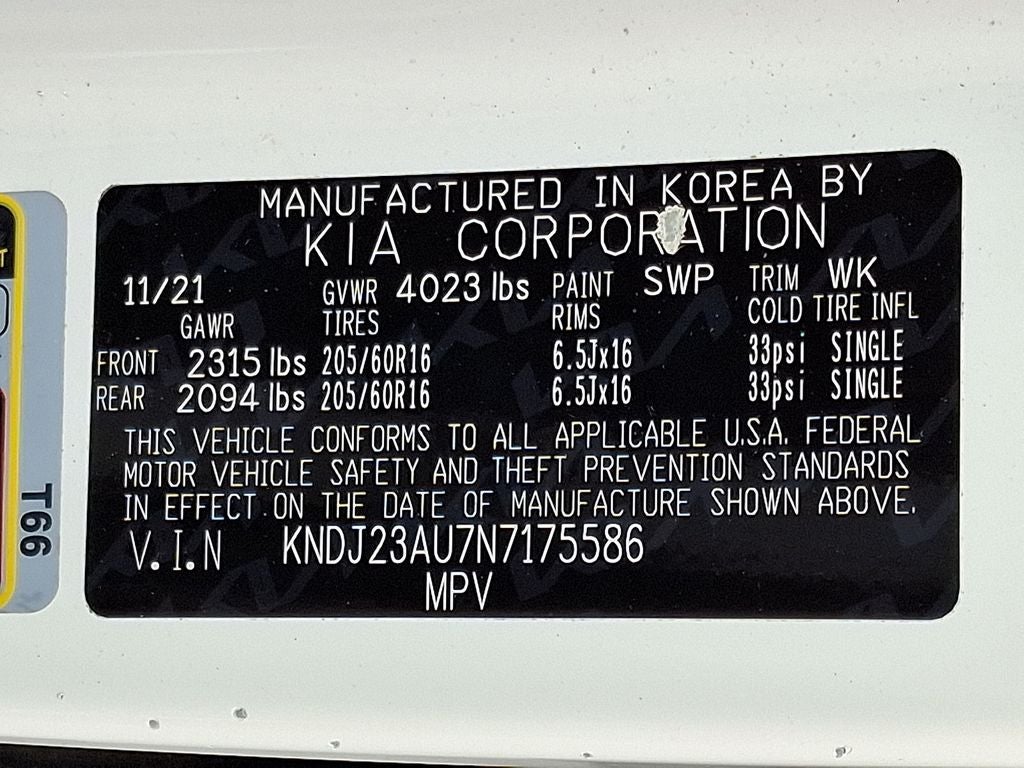 MANUFACTURED IN KOREA BY
KIA CORPORATION
11/21 GVWR 4023 lbs PAINT SWP TRIM WK
GAWR TIRES RIMS COLD TIRE INFL
FRONT 2315 lbs 205/60R16 6.5Jx16 33psi SINGLE
REAR 2094 lbs 205/60R16 6.5Jx16 33psi SINGLE
THIS VEHICLE CONFORMS TO ALL APPLICABLE U.S.A. FEDERAL
MOTOR VEHICLE SAFETY AND THEFT PREVENTION STANDARDS
IN EFFECT ON THE DATE OF MANUFACTURE SHOWN ABOVE.
V.I.N KNDJ23AU7N7175586
MPV
T66